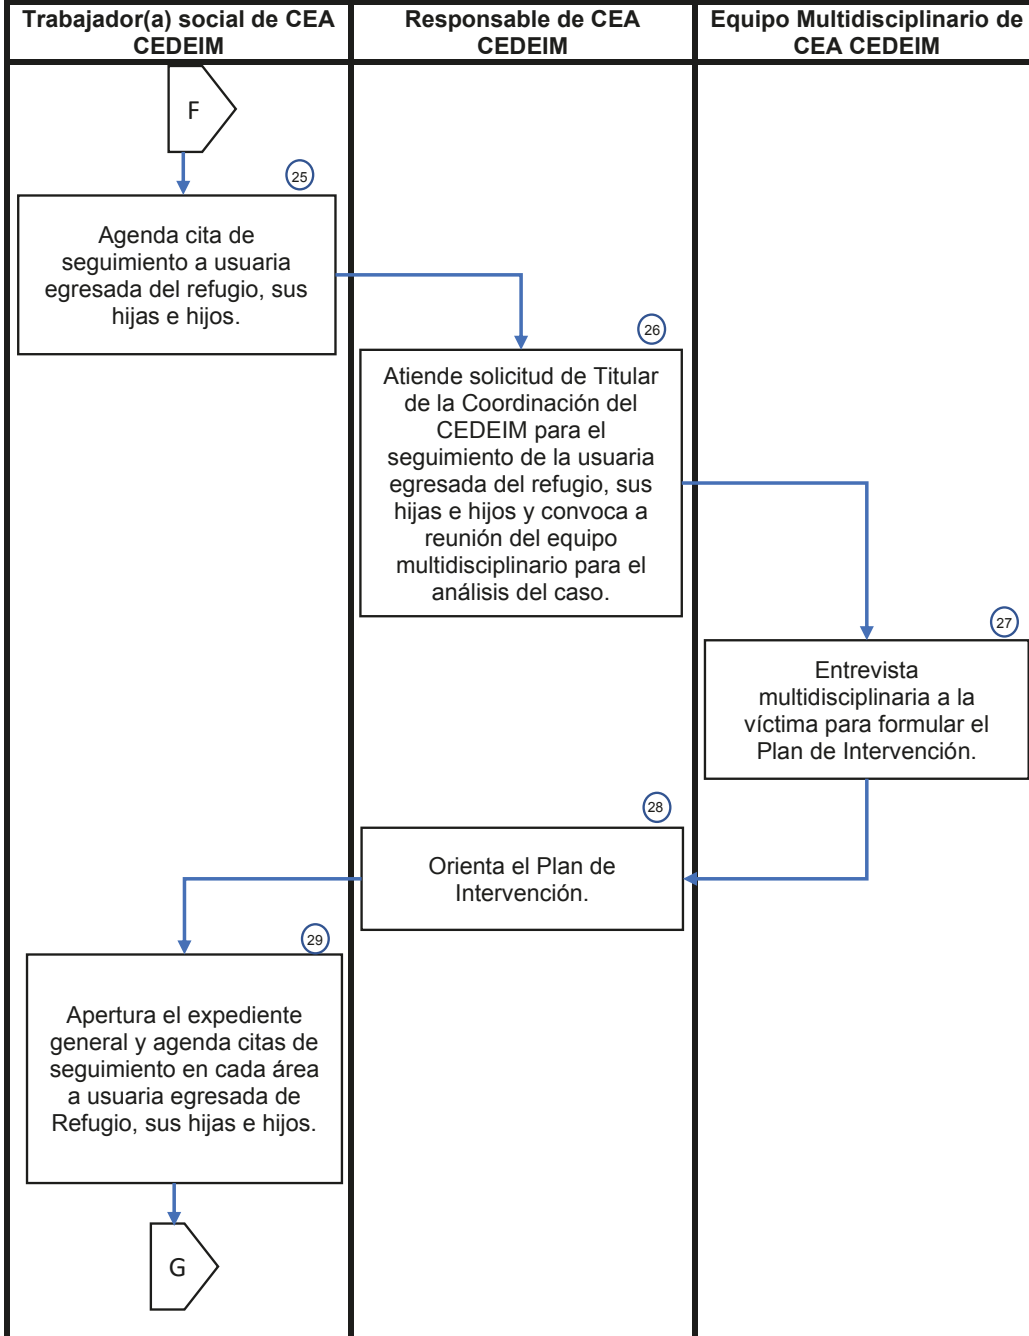 Trabajador(a) social de CEA
CEDEIM
Responsable de CEA
CEDEIM
Equipo Multidisciplinario de
CEA CEDEIM
F
25
Agenda cita de
seguimiento a usuaria
egresada del refugio, sus
hijas e hijos.
26
Atiende solicitud de Titular
de la Coordinación del
CEDEIM para el
seguimiento de la usuaria
egresada del refugio, sus
hijas e hijos y convoca a
reunión del equipo
multidisciplinario para el
análisis del caso.
27
Entrevista
multidisciplinaria a la
víctima para formular el
Plan de Intervención.
28
Orienta el Plan de
Intervención.
29
Apertura el expediente
general y agenda citas de
seguimiento en cada área
a usuaria egresada de
Refugio, sus hijas e hijos.
G